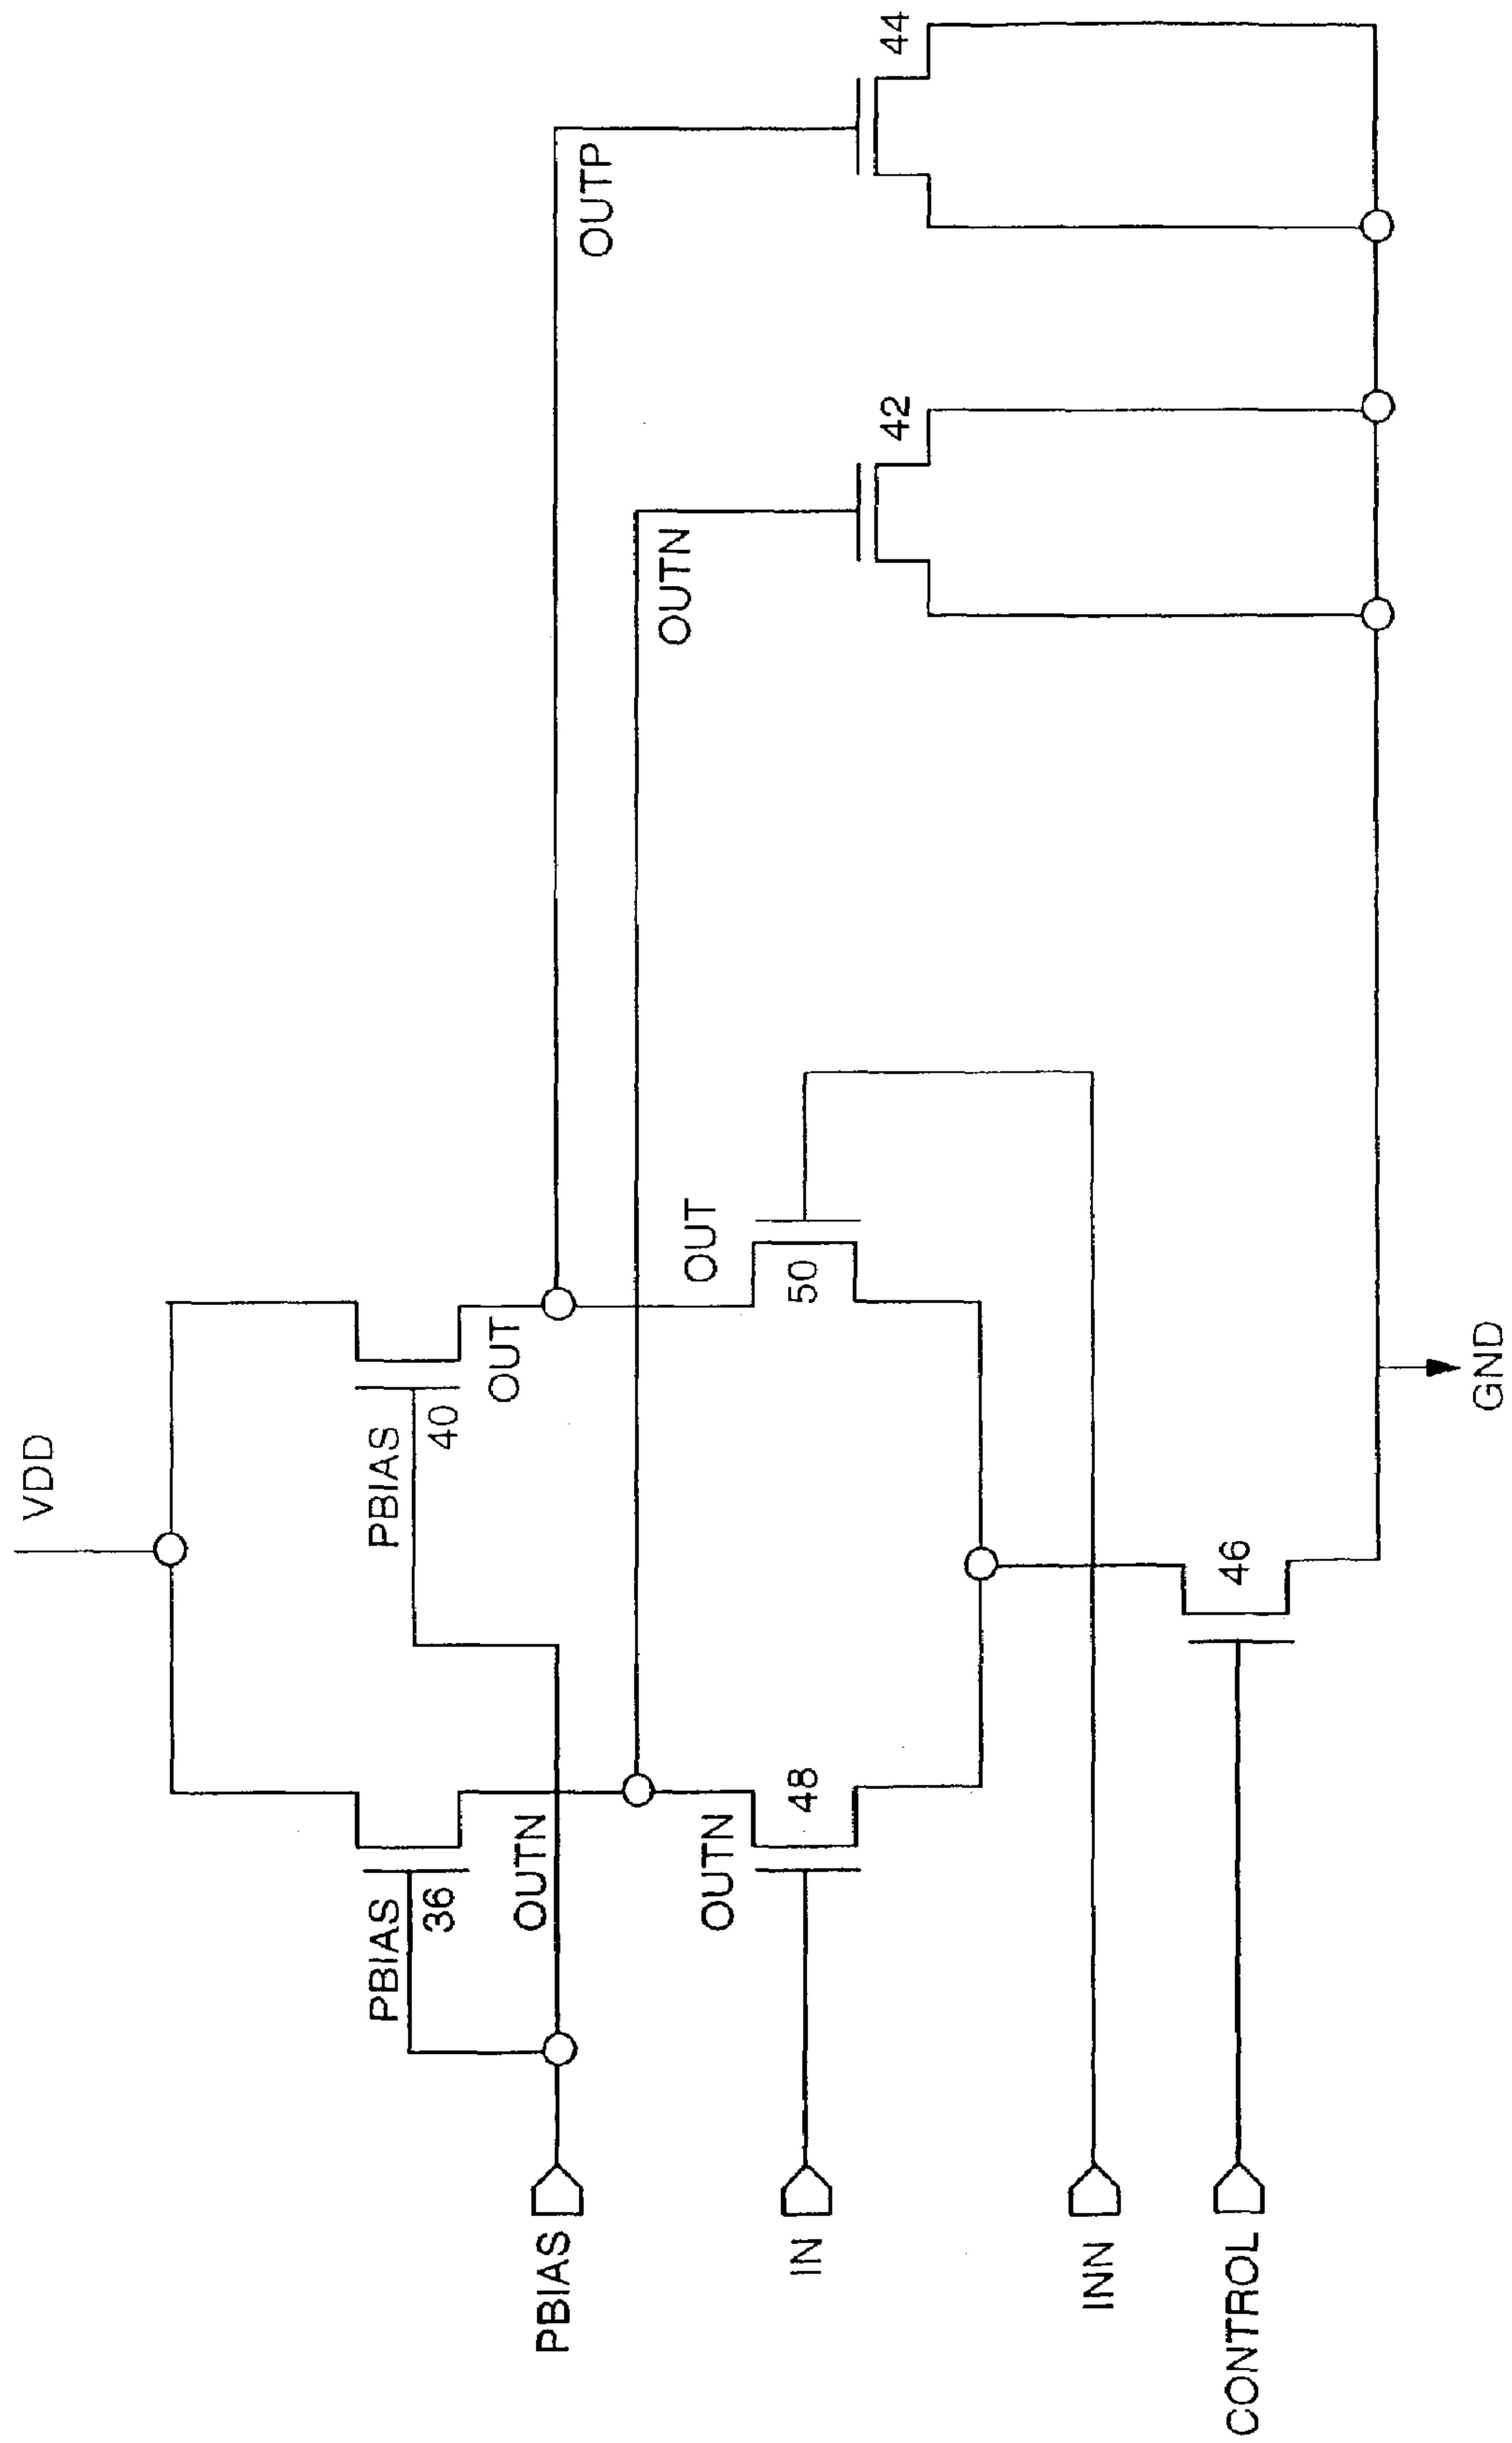 VDD
PBIAS
36
PBIAS
40
OUTN
OUT
PBIAS
OUTP
OUTN
OUTN
48
OUT
50
IN
42
44
INN
CONTROL
46
GND